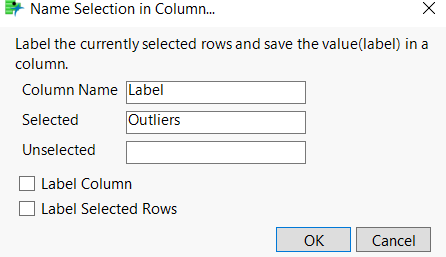 Name Selection in Column...
Label the currently selected rows and save the value(label) in a
column.
Column Name Label
Selected Outliers
Unselected
Label Column
Label Selected Rows
OK Cancel